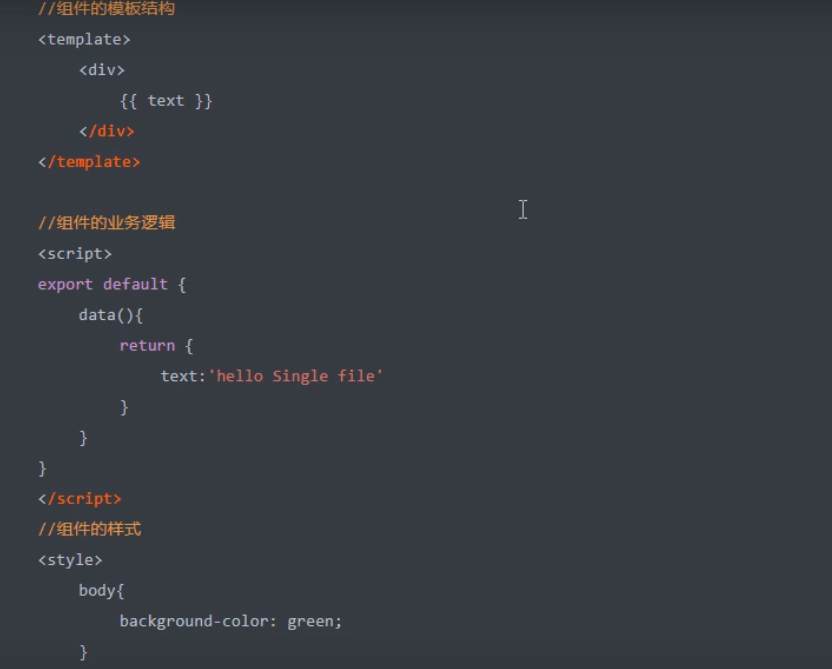 //组件的模板结构
<template>
    <div>
        {{ text }}
    </div>
</template>

//组件的业务逻辑
<script>
export default {
    data(){
        return {
            text:'hello Single file'
        }
    }
}
</script>
//组件的样式
<style>
    body{
        background-color: green;
    }